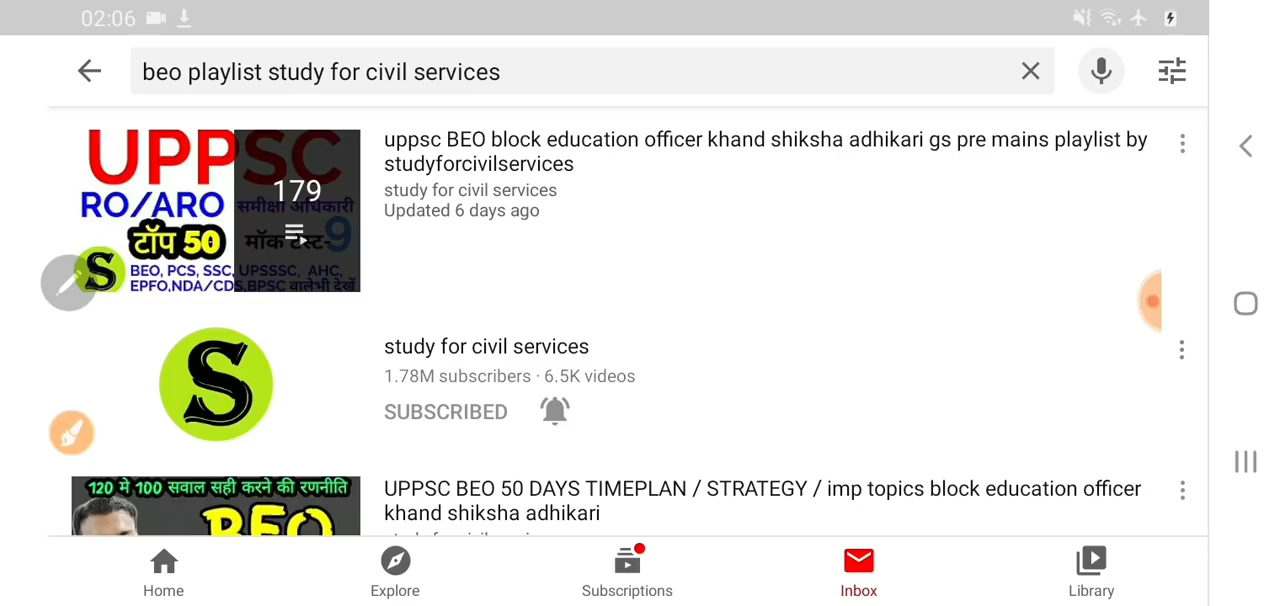 02:06
beo playlist study for civil services
UPPSC
RO/ARO समीक्षा अधिकारी
टॉप 50 मॉक टेस्ट-9
S BEO, PCS, SSC, UPSSSC, AHC,
EPFO,NDA/CDS,BPSC वाले भी देखें
179
uppsc BEO block education officer khand shiksha adhikari gs pre mains playlist by
studyforcivilservices
study for civil services
Updated 6 days ago
S
study for civil services
1.78M subscribers · 6.5K videos
SUBSCRIBED
120 मे 100 सवाल सही करने की रणनीति
BEO
UPPSC BEO 50 DAYS TIMEPLAN / STRATEGY / imp topics block education officer
khand shiksha adhikari
Home Explore Subscriptions Inbox Library